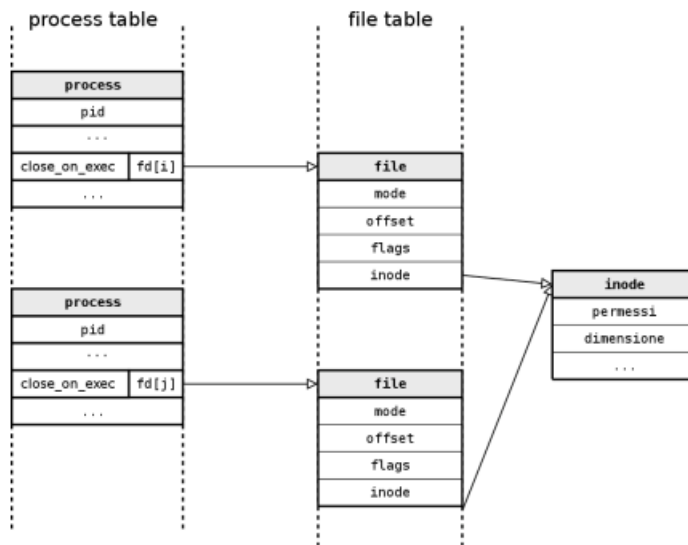 process table
file table
process
pid
...
close_on_exec fd[i]
...
process
pid
...
close_on_exec fd[j]
...
file
mode
offset
flags
inode
file
mode
offset
flags
inode
inode
permessi
dimensione
...